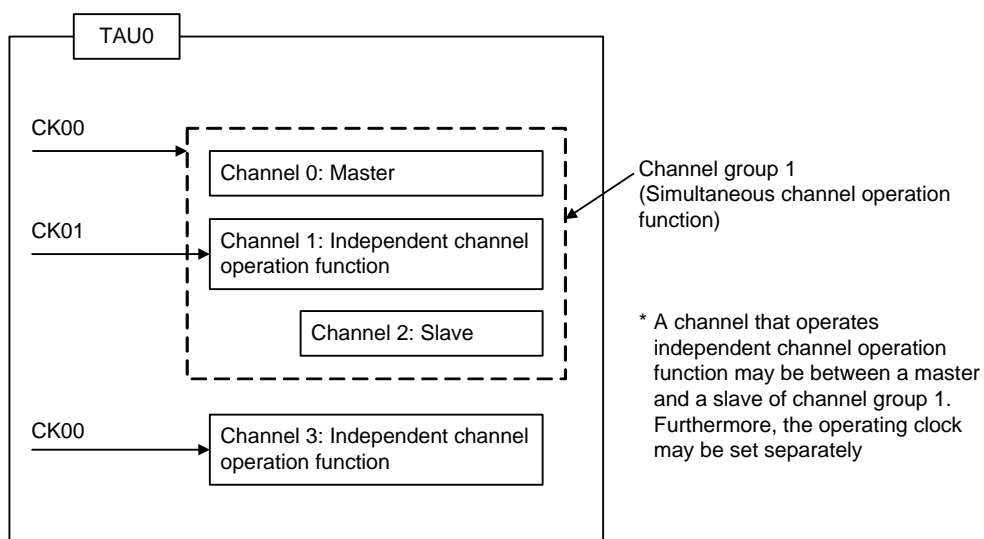 TAU0
CK00
Channel 0: Master
Channel group 1
(Simultaneous channel operation
function)
CK01
Channel 1: Independent channel
operation function
Channel 2: Slave
* A channel that operates
independent channel operation
function may be between a master
and a slave of channel group 1.
Furthermore, the operating clock
may be set separately
CK00
Channel 3: Independent channel
operation function